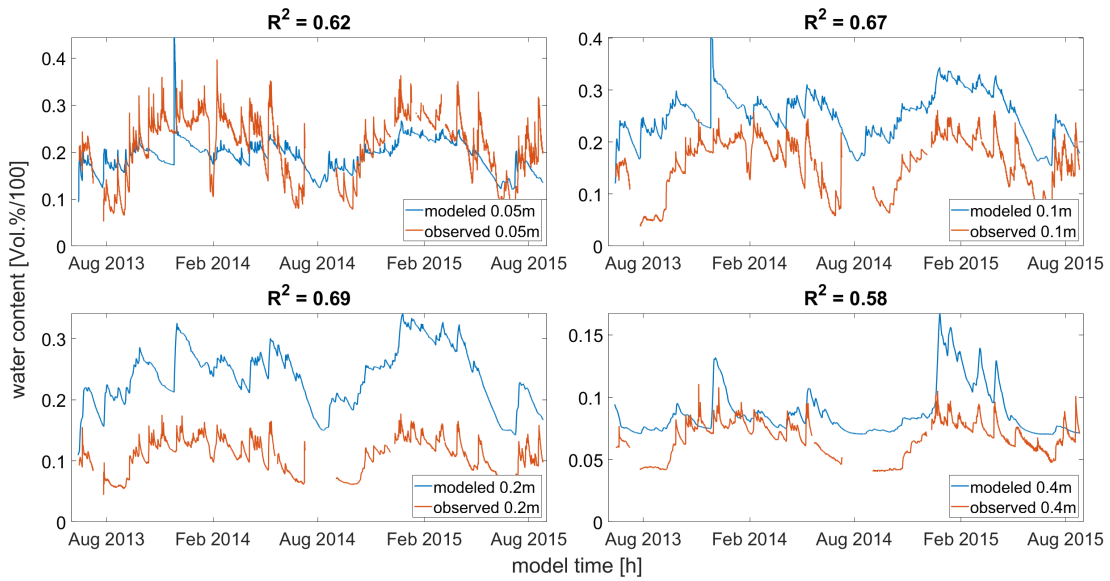 R² = 0.62
R² = 0.67
water content [Vol.%/100]
0.4
0.3
0.2
0.1
0
modeled 0.05m
observed 0.05m
Aug 2013
Feb 2014
Aug 2014
Feb 2015
Aug 2015
0.4
0.3
0.2
0.1
0
modeled 0.1m
observed 0.1m
Aug 2013
Feb 2014
Aug 2014
Feb 2015
Aug 2015
R² = 0.69
R² = 0.58
0.3
0.2
0.1
0
modeled 0.2m
observed 0.2m
Aug 2013
Feb 2014
Aug 2014
Feb 2015
Aug 2015
0.15
0.1
0.05
0
modeled 0.4m
observed 0.4m
Aug 2013
Feb 2014
Aug 2014
Feb 2015
Aug 2015
model time [h]